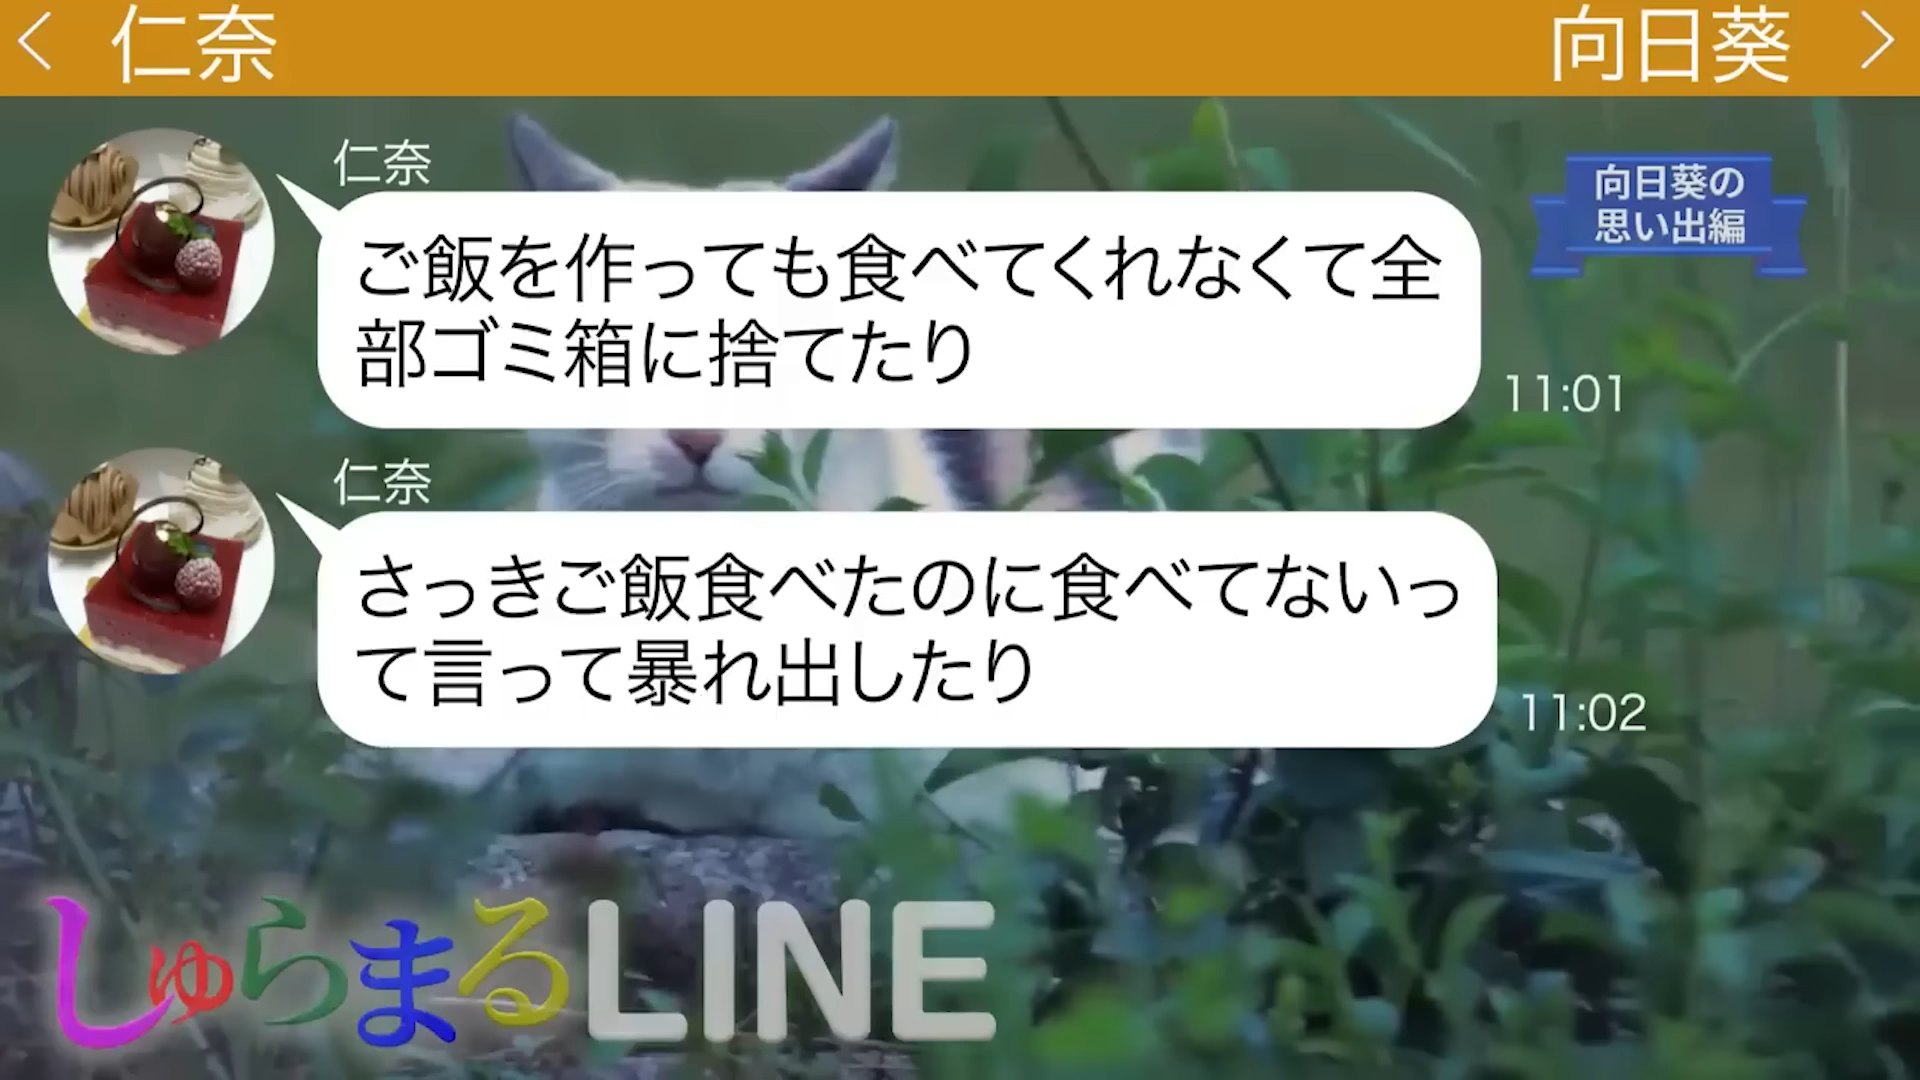 仁奈
向日葵
向日葵の
思い出編
仁奈
ご飯を作っても食べてくれなくて全
部ゴミ箱に捨てたり
11:01
仁奈
さっきご飯食べたのに食べてないっ
て言って暴れ出したり
11:02
しゅらまるLINE